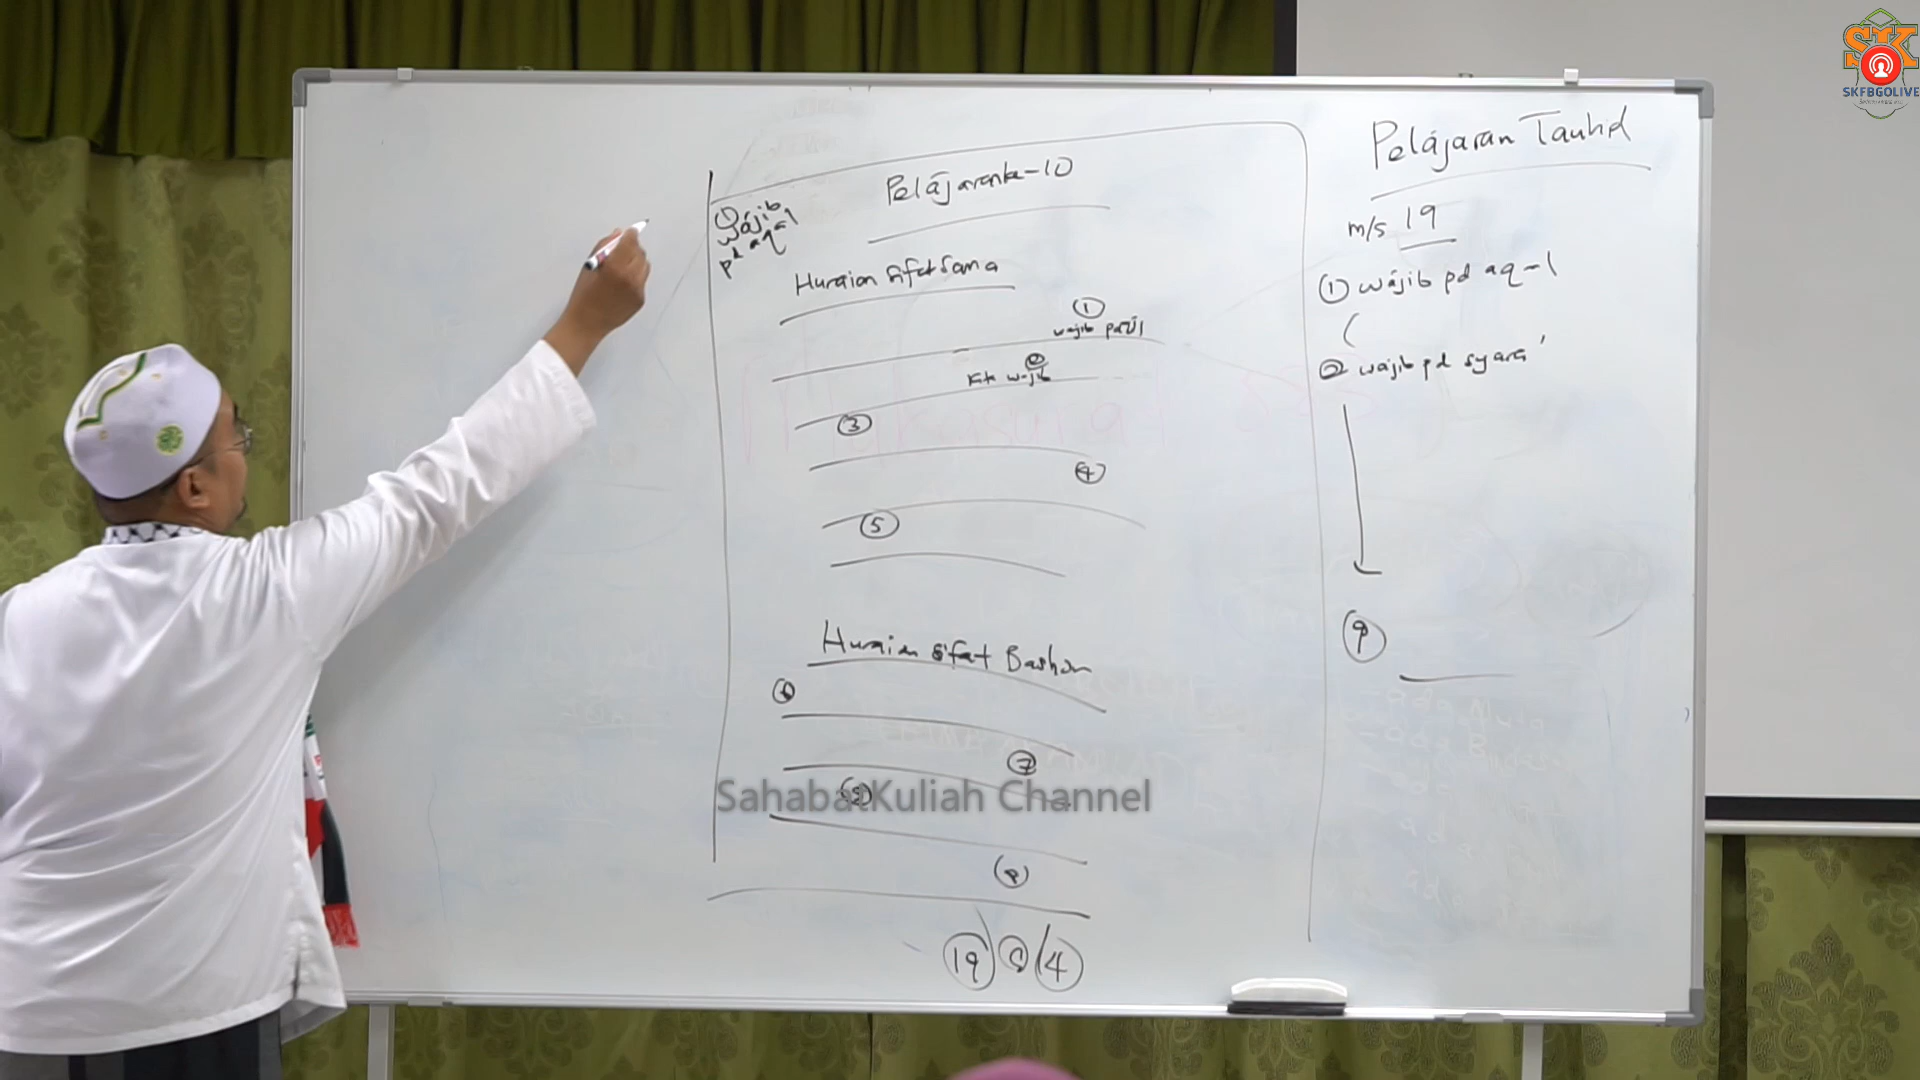 Pelajaran Tauhid
m/s 19
① wajib pd aq-l
② wajib pd syara'
9
Pelajaran ke-10
① wajib
pd aqal
Huraian sifat Sama
①
wajib pd
②
wajib
③
④
⑤
Huraian sifat Bashar
⑥
⑦
⑧
⑨
19 4
SahabatKuliah Channel
SKFBGOLIVE